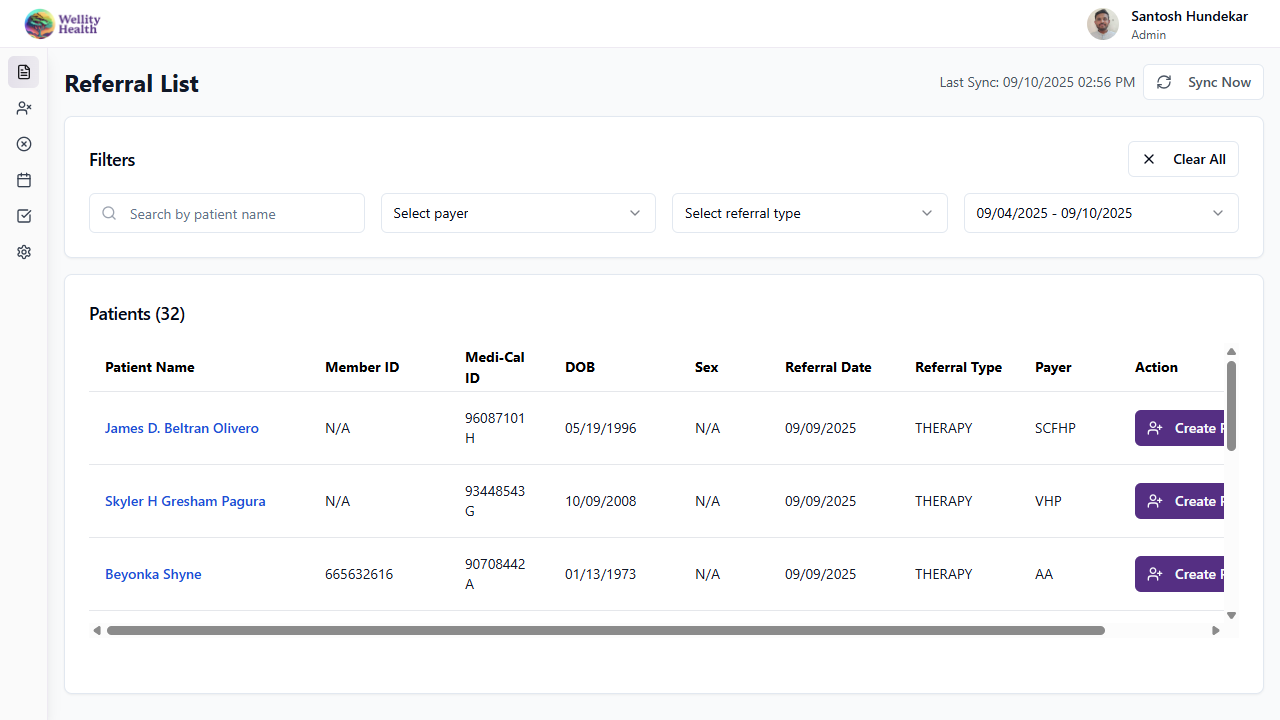 Wellity
Health
Santosh Hundekar
Admin
Referral List
Last Sync: 09/10/2025 02:56 PM
Sync Now
Filters
Clear All
Search by patient name
Select payer
Select referral type
09/04/2025 - 09/10/2025
Patients (32)
Patient Name Member ID Medi-Cal ID DOB Sex Referral Date Referral Type Payer Action
James D. Beltran Olivero N/A 96087101H 05/19/1996 N/A 09/09/2025 THERAPY SCFHP Create
Skyler H Gresham Pagura N/A 93448543G 10/09/2008 N/A 09/09/2025 THERAPY VHP Create
Beyonka Shyne 665632616 90708442A 01/13/1973 N/A 09/09/2025 THERAPY AA Create